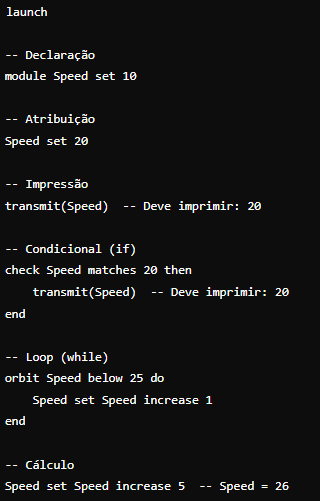 launch
-- Declaração
module Speed set 10
-- Atribuição
Speed set 20
-- Impressão
transmit(Speed)  -- Deve imprimir: 20
-- Condicional (if)
check Speed matches 20 then
    transmit(Speed)  -- Deve imprimir: 20
end
-- Loop (while)
orbit Speed below 25 do
    Speed set Speed increase 1
end
-- Cálculo
Speed set Speed increase 5  -- Speed = 26